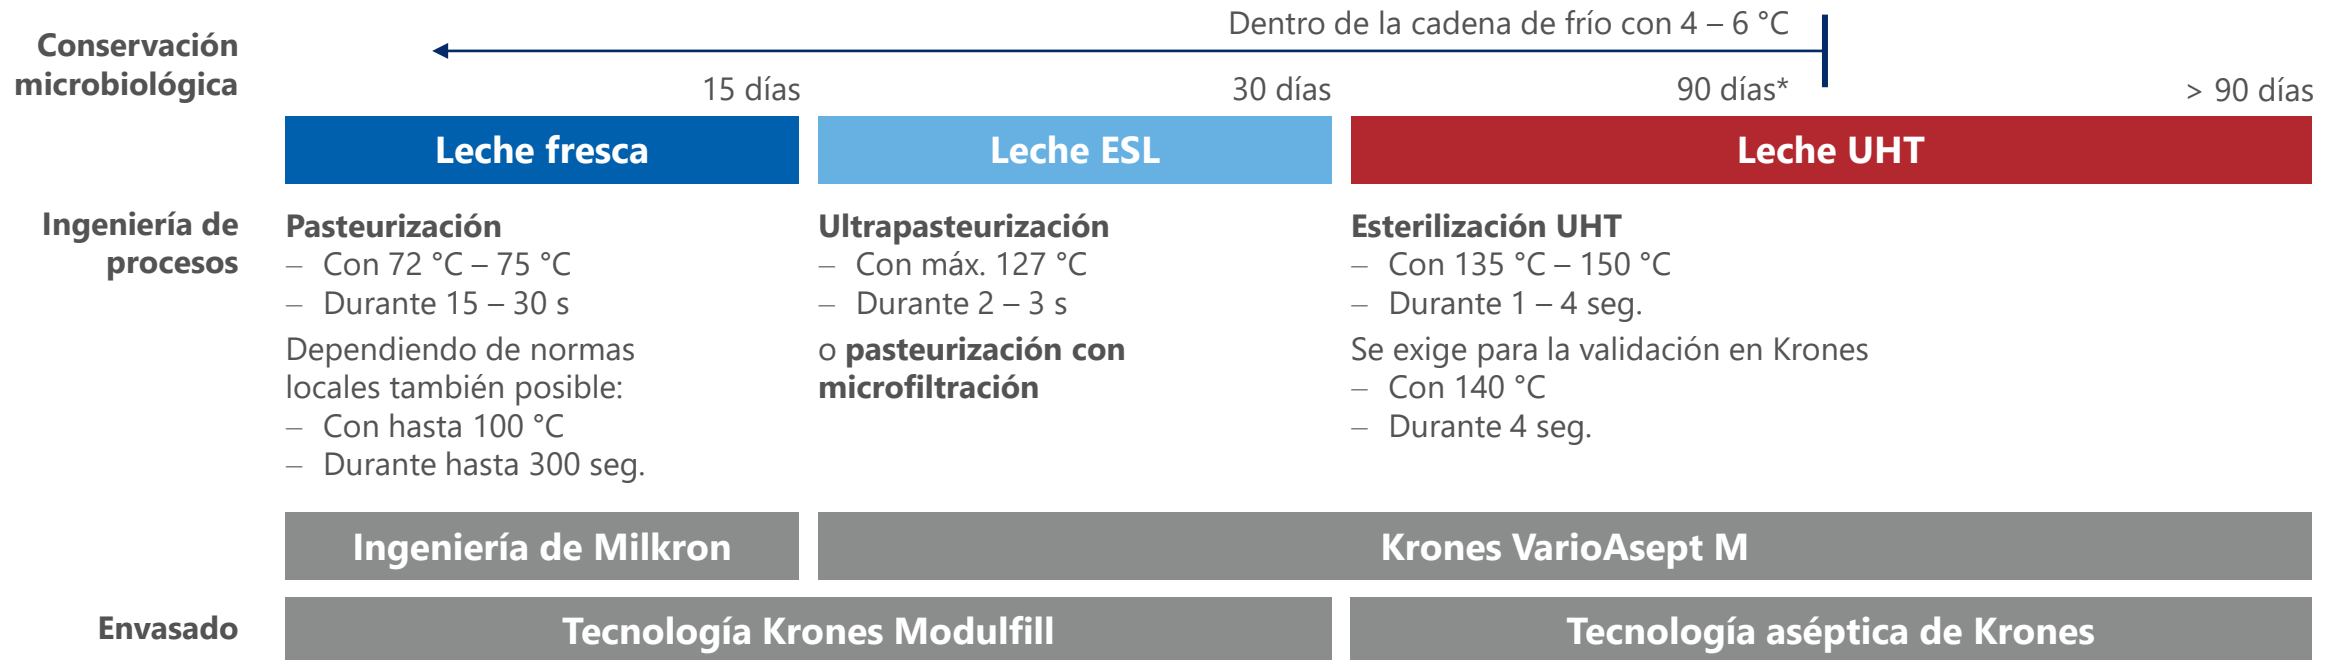 Dentro de la cadena de frío con 4 – 6 °C
Conservación
microbiológica
15 días
30 días
90 días*
> 90 días
Leche fresca
Leche ESL
Leche UHT
Ingeniería de
procesos
Pasteurización
– Con 72 °C – 75 °C
– Durante 15 – 30 s
Dependiendo de normas
locales también posible:
– Con hasta 100 °C
– Durante hasta 300 seg.
Ultrapasteurización
– Con máx. 127 °C
– Durante 2 – 3 s
o pasteurización con
microfiltración
Esterilización UHT
– Con 135 °C – 150 °C
– Durante 1 – 4 seg.
Se exige para la validación en Krones
– Con 140 °C
– Durante 4 seg.
Ingeniería de Milkron
Krones VarioAsept M
Envasado
Tecnología Krones Modulfill
Tecnología aséptica de Krones